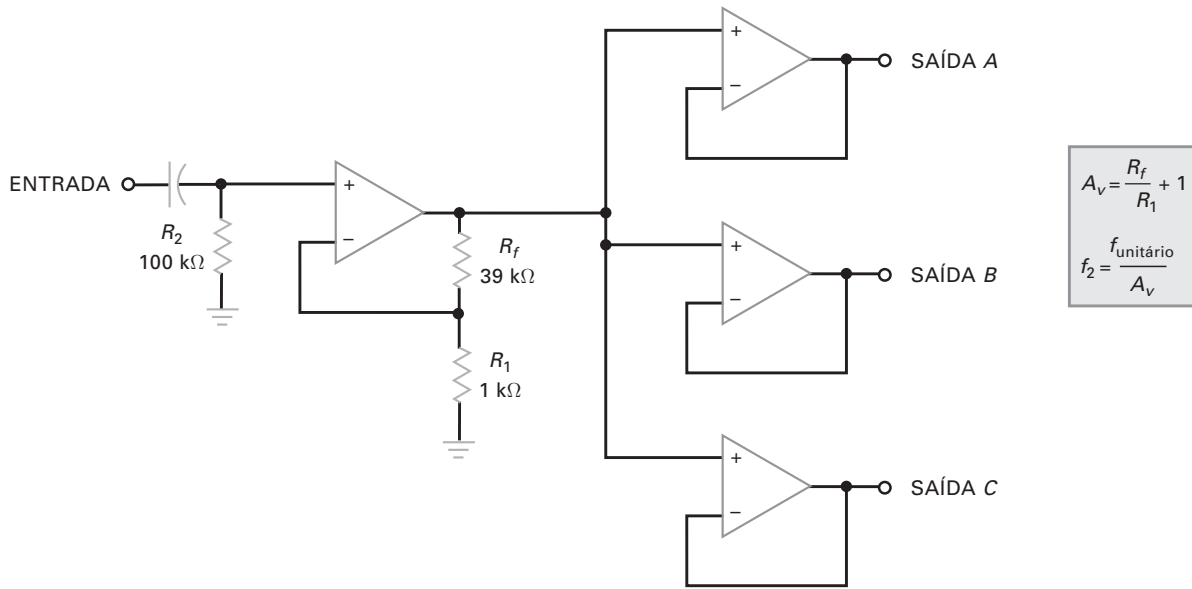 +
SAÍDA A
−
ENTRADA
+
−
R2
100 kΩ
Rf
39 kΩ
R1
1 kΩ
+
SAÍDA B
−
+
SAÍDA C
−
Av = Rf / R1 + 1
f2 = funitário / Av